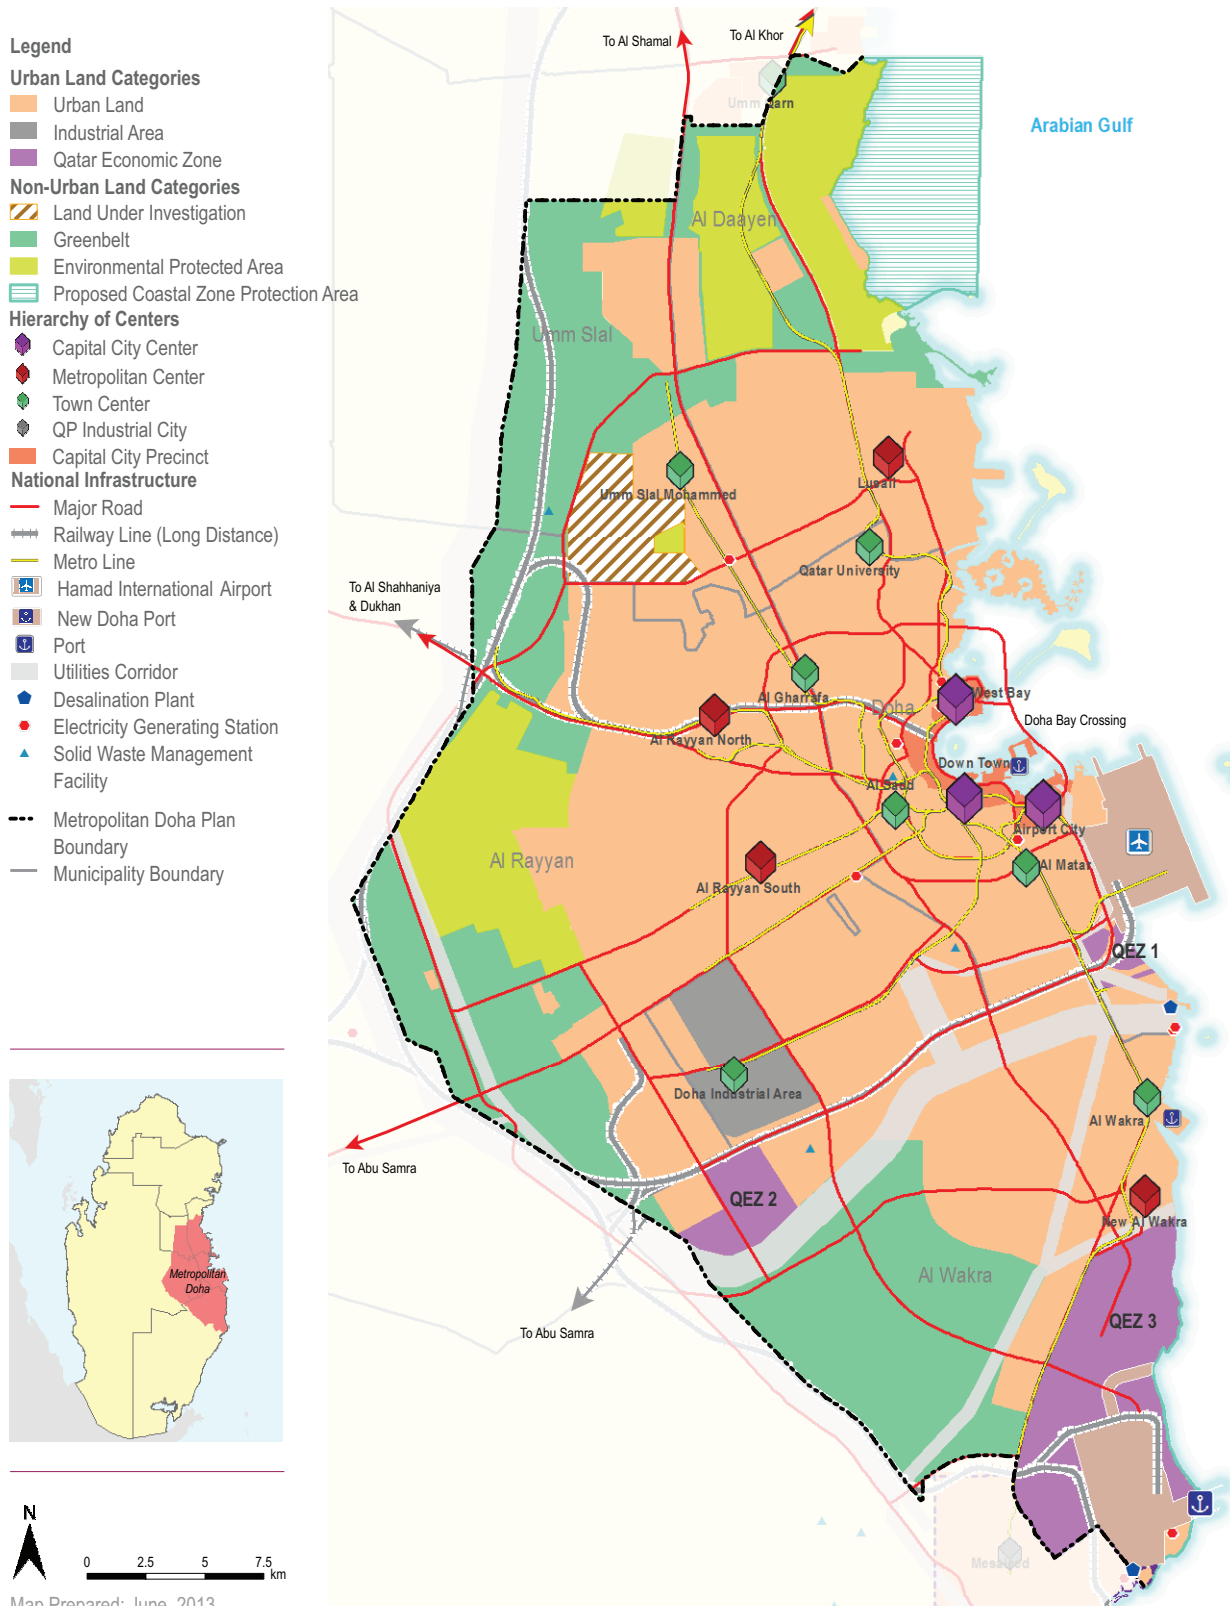 Legend
Urban Land Categories
Urban Land
Industrial Area
Qatar Economic Zone
Non-Urban Land Categories
Land Under Investigation
Greenbelt
Environmental Protected Area
Proposed Coastal Zone Protection Area
Hierarchy of Centers
Capital City Center
Metropolitan Center
Town Center
QP Industrial City
Capital City Precinct
National Infrastructure
Major Road
Railway Line (Long Distance)
Metro Line
Hamad International Airport
New Doha Port
Port
Utilities Corridor
Desalination Plant
Electricity Generating Station
Solid Waste Management
Facility
Metropolitan Doha Plan
Boundary
Municipality Boundary
Metropolitan
Doha
N
0 2.5 5 7.5
km
Map Prepared: June, 2013
To Al Shamal
To Al Khor
Umm Qarn
Arabian Gulf
Al Daayen
Umm Slal
Lusail
Umm Slal Mohammed
Qatar University
To Al Shahhaniya
& Dukhan
Al Gharrafa
West Bay
Doha
Doha Bay Crossing
Al Rayyan North
Down Town
Al Sadd
Airport City
Al Rayyan
Al Matar
Al Rayyan South
QEZ 1
Doha Industrial Area
Al Wakra
To Abu Samra
QEZ 2
New Al Wakra
Al Wakra
QEZ 3
To Abu Samra
Mesaieed